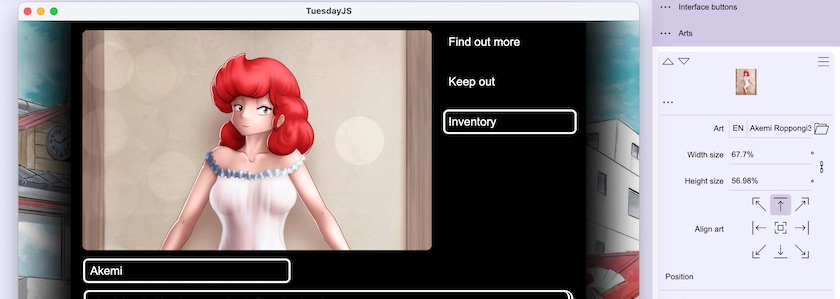 TuesdayJS
Find out more
Keep out
Inventory
Akemi
Interface buttons
Arts
Art EN Akemi Roppongi3
Width size 67.7%
Height size 56.98%
Align art
Position